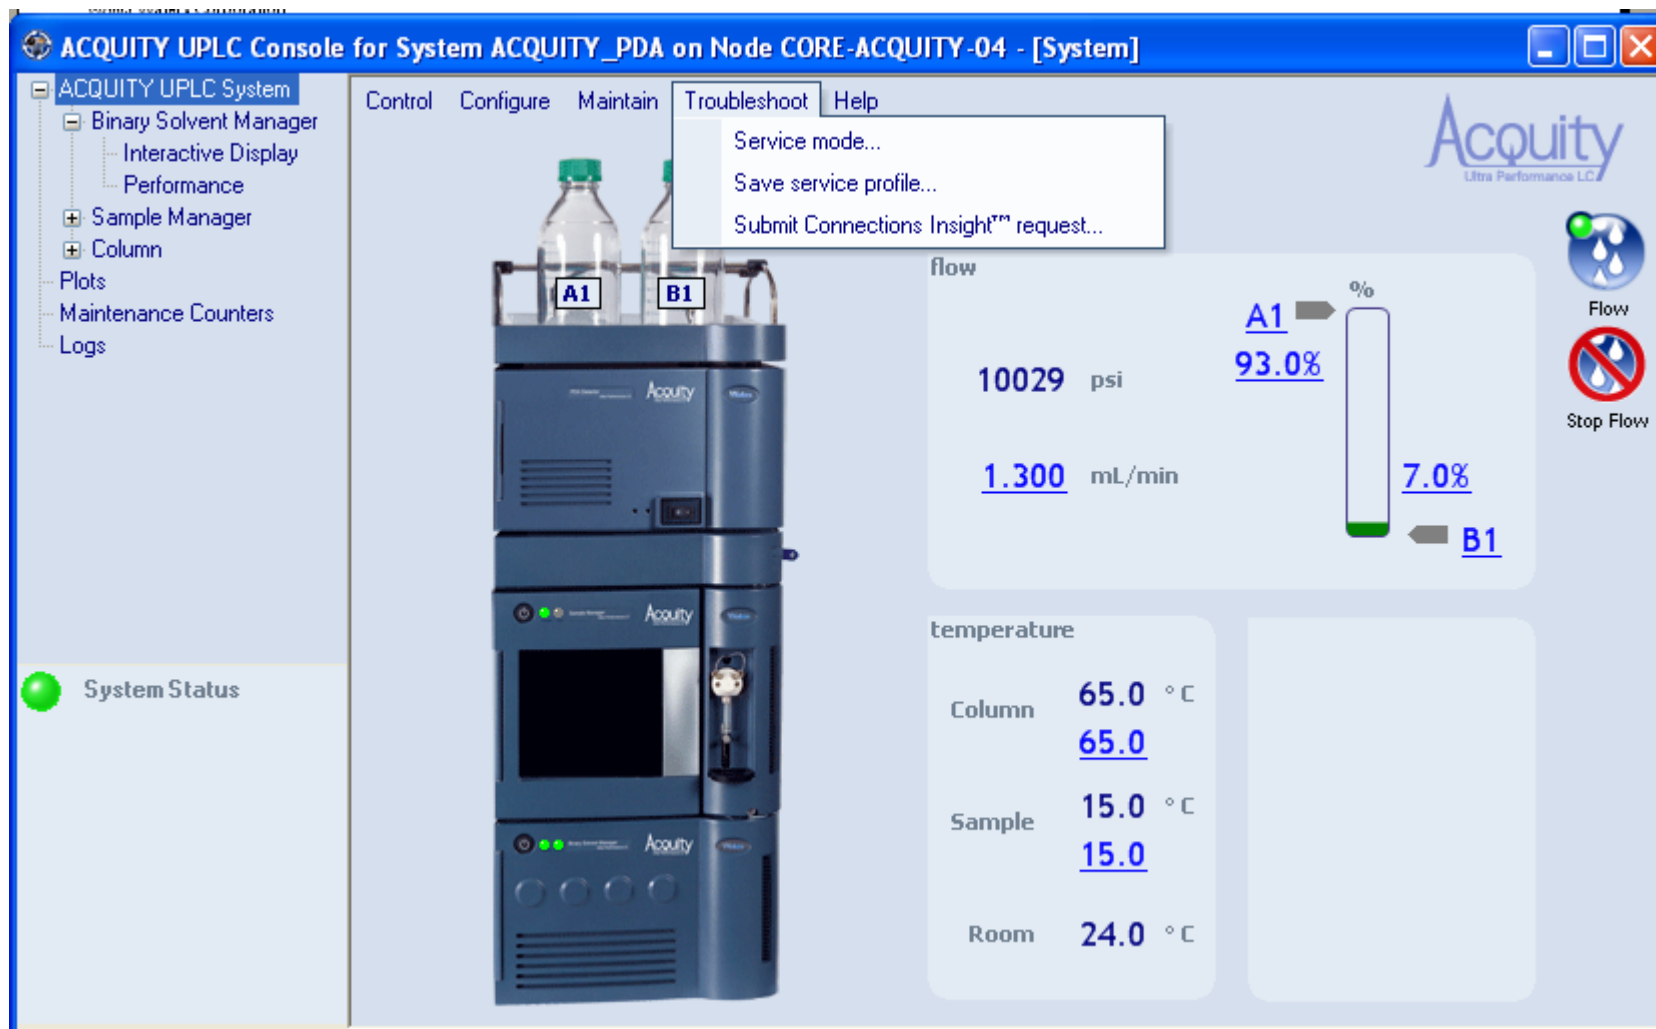 ACQUITY UPLC Console for System ACQUITY_PDA on Node CORE-ACQUITY-04 - [System]
ACQUITY UPLC System
Binary Solvent Manager
Interactive Display
Performance
Sample Manager
Column
Plots
Maintenance Counters
Logs
System Status
Control Configure Maintain Troubleshoot Help
Service mode...
Save service profile...
Submit Connections Insight™ request...
Acquity
Ultra Performance LC
A1 B1
Acquity
Acquity
Acquity
flow
10029 psi
1.300 mL/min
%
A1
93.0%
7.0%
B1
Flow
Stop Flow
temperature
Column 65.0 °C
65.0
Sample 15.0 °C
15.0
Room 24.0 °C